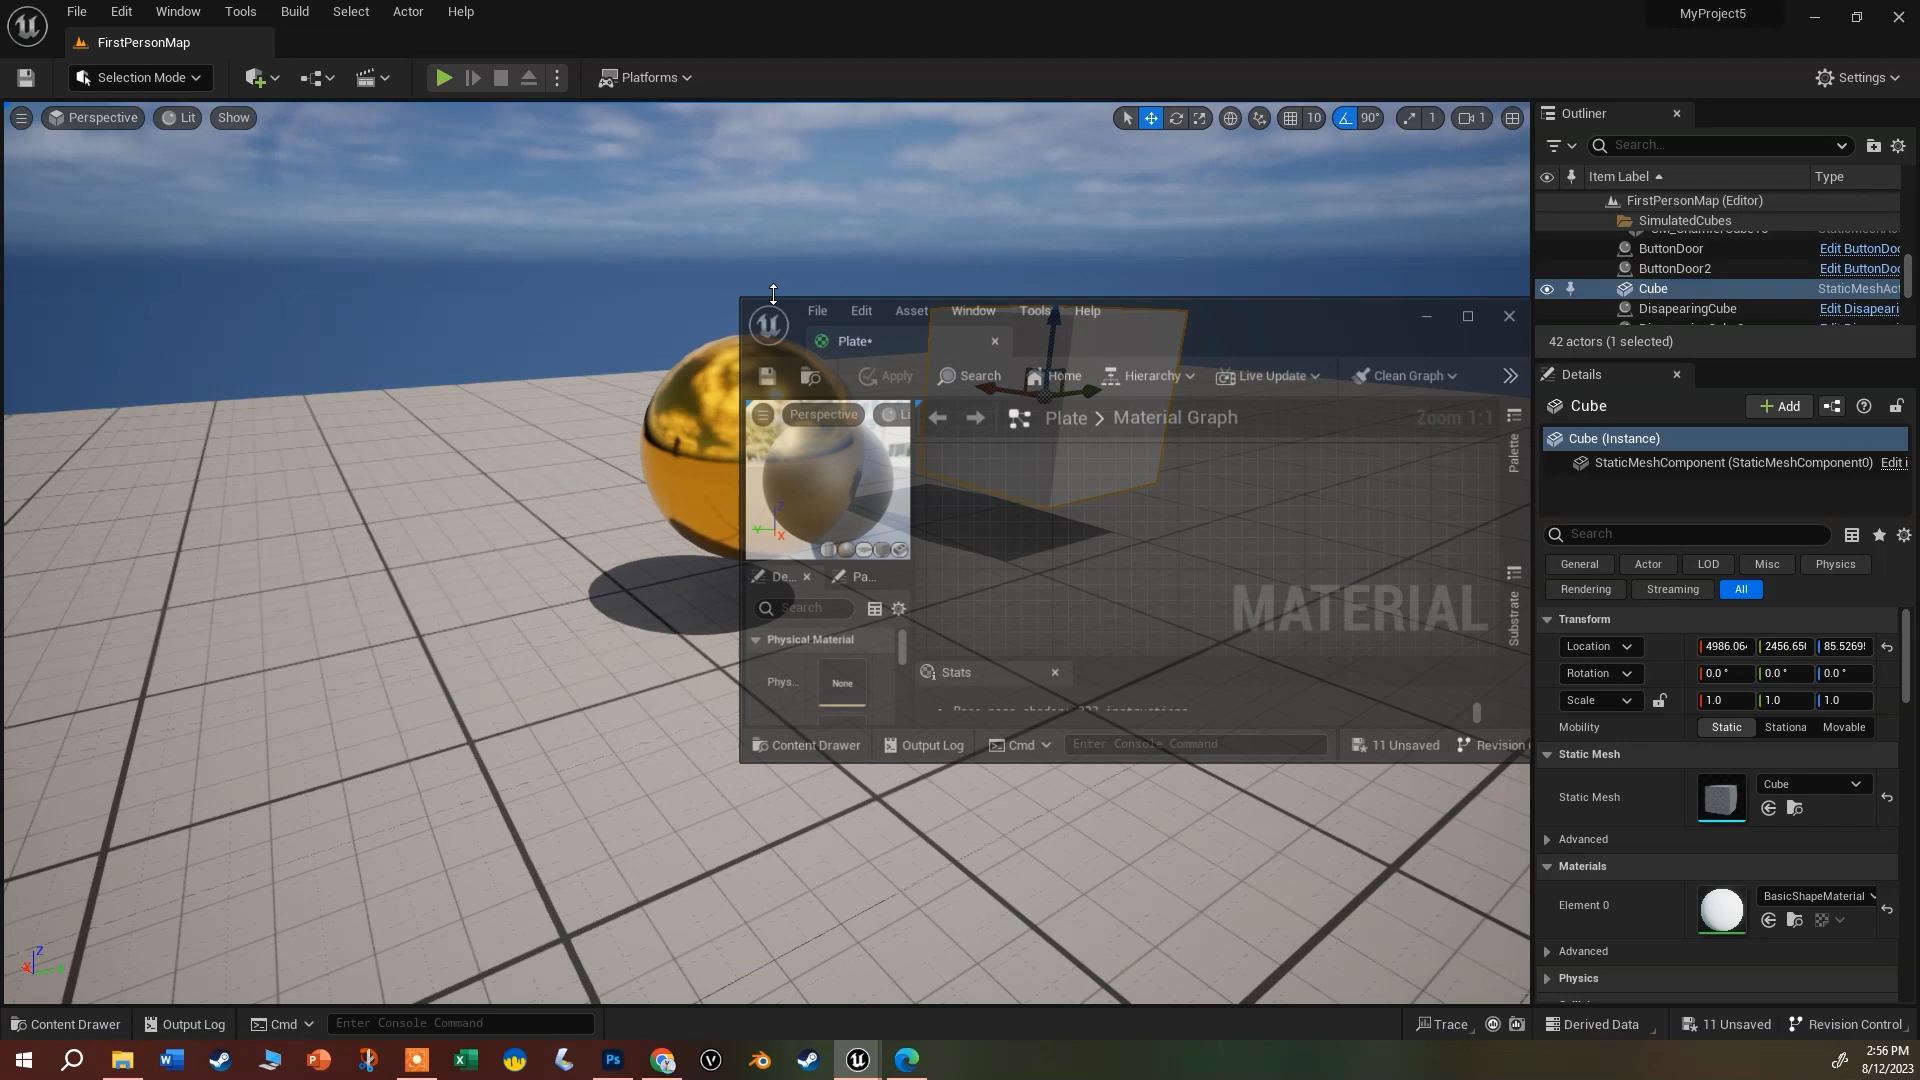 File Edit Window Tools Build Select Actor Help
MyProject5
FirstPersonMap
Selection Mode
Platforms
Settings
Perspective Lit Show
10 90° 1 1
Outliner
Search...
Item Label Type
FirstPersonMap (Editor)
SimulatedCubes
ButtonDoor Edit ButtonDoo
ButtonDoor2 Edit ButtonDoo
Cube StaticMeshAct
DisapearingCube Edit Disapeari
42 actors (1 selected)
Details
Cube
Add
Cube (Instance)
StaticMeshComponent (StaticMeshComponent0) Edit i
Search
General Actor LOD Misc Physics
Rendering Streaming All
Transform
Location 4986.06 2456.65 85.5269
Rotation 0.0 ° 0.0 ° 0.0 °
Scale 1.0 1.0 1.0
Mobility Static Stationa Movable
Static Mesh
Static Mesh Cube
Advanced
Materials
Element 0 BasicShapeMaterial
Advanced
Physics
File Edit Asset Window Tools Help
Plate*
Apply Search Home Hierarchy Live Update Clean Graph
Perspective Li
Plate > Material Graph Zoom 1:1
Palette
MATERIAL
Substrate
De... Pa...
Search
Physical Material
Phys... None
Stats
Content Drawer Output Log Cmd Enter Console Command 11 Unsaved Revision
Z
Y
X
Z
X
Content Drawer Output Log Cmd Enter Console Command
Trace Derived Data 11 Unsaved Revision Control
2:56 PM
8/12/2023